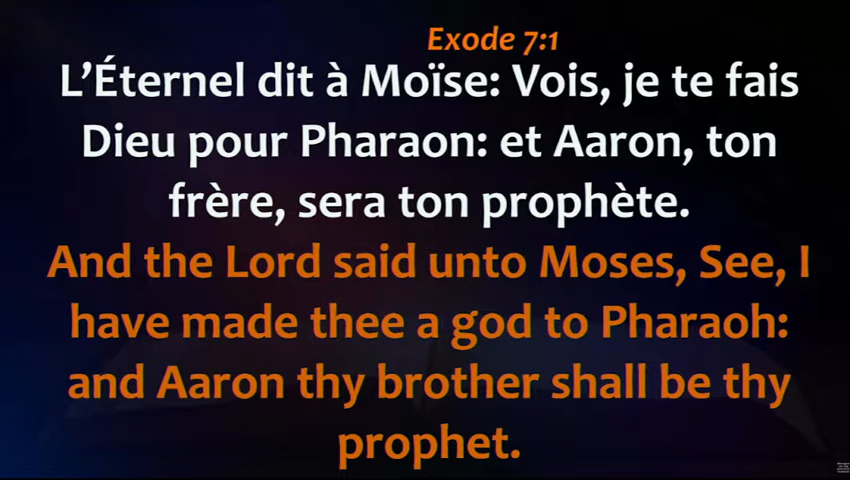 Exode 7:1
L’Éternel dit à Moïse: Vois, je te fais
Dieu pour Pharaon: et Aaron, ton
frère, sera ton prophète.
And the Lord said unto Moses, See, I
have made thee a god to Pharaoh:
and Aaron thy brother shall be thy
prophet.